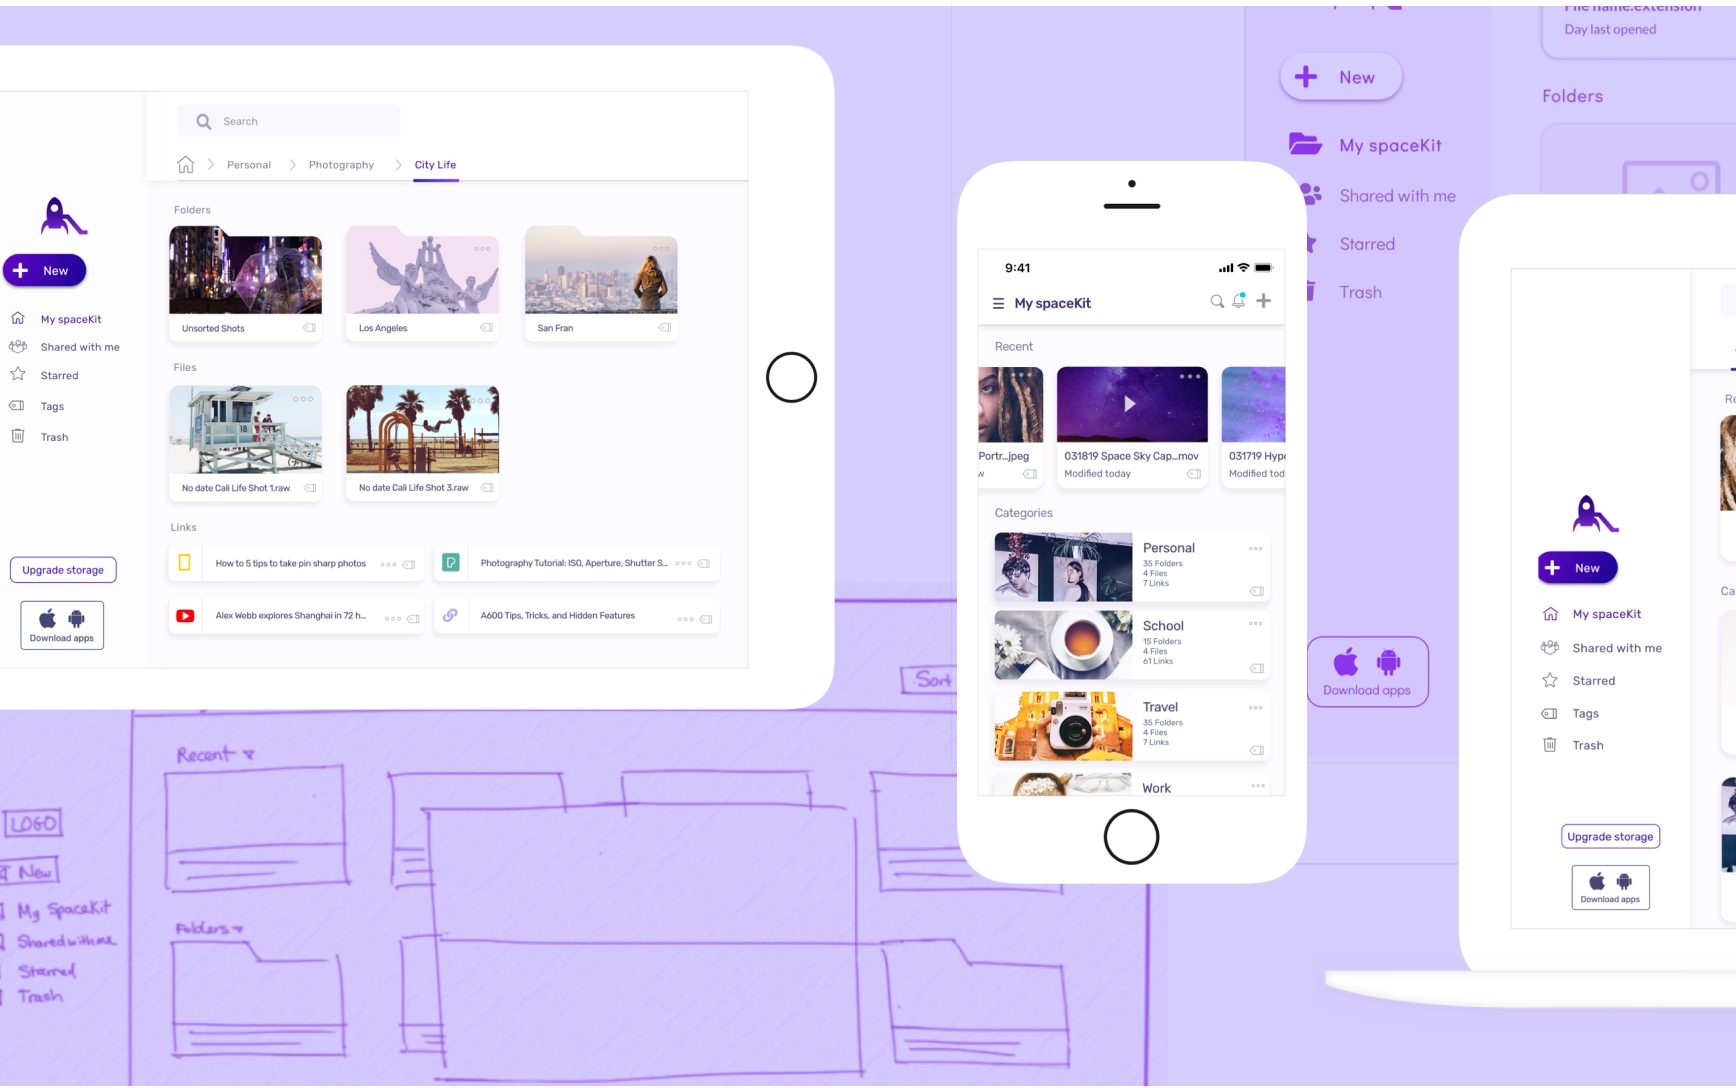 Search
Personal
Photography
City Life
Folders
Unsorted Shots
Los Angeles
San Fran
Files
18
No date Cali Life Shot 1.raw
No date Cali Life Shot 3.raw
Links
How to 5 tips to take pin sharp photos
Photography Tutorial: ISO, Aperture, Shutter S...
Alex Webb explores Shanghai in 72 h...
A600 Tips, Tricks, and Hidden Features
New
My spaceKit
Shared with me
Starred
Tags
Trash
Upgrade storage
Download apps
9:41
My spaceKit
Recent
Portr...jpeg
031819 Space Sky Cap...mov
Modified today
031719 Hype
Modified tod
Categories
Personal
35 Folders
4 Files
7 Links
School
15 Folders
4 Files
61 Links
Travel
35 Folders
4 Files
7 Links
Work
File name.extension
Day last opened
New
My spaceKit
Shared with me
Starred
Trash
Folders
Download apps
New
My spaceKit
Shared with me
Starred
Tags
Trash
Upgrade storage
Download apps
Sort
Recent
LOGO
New
My SpaceKit
Shared with me
Starred
Trash
Folders